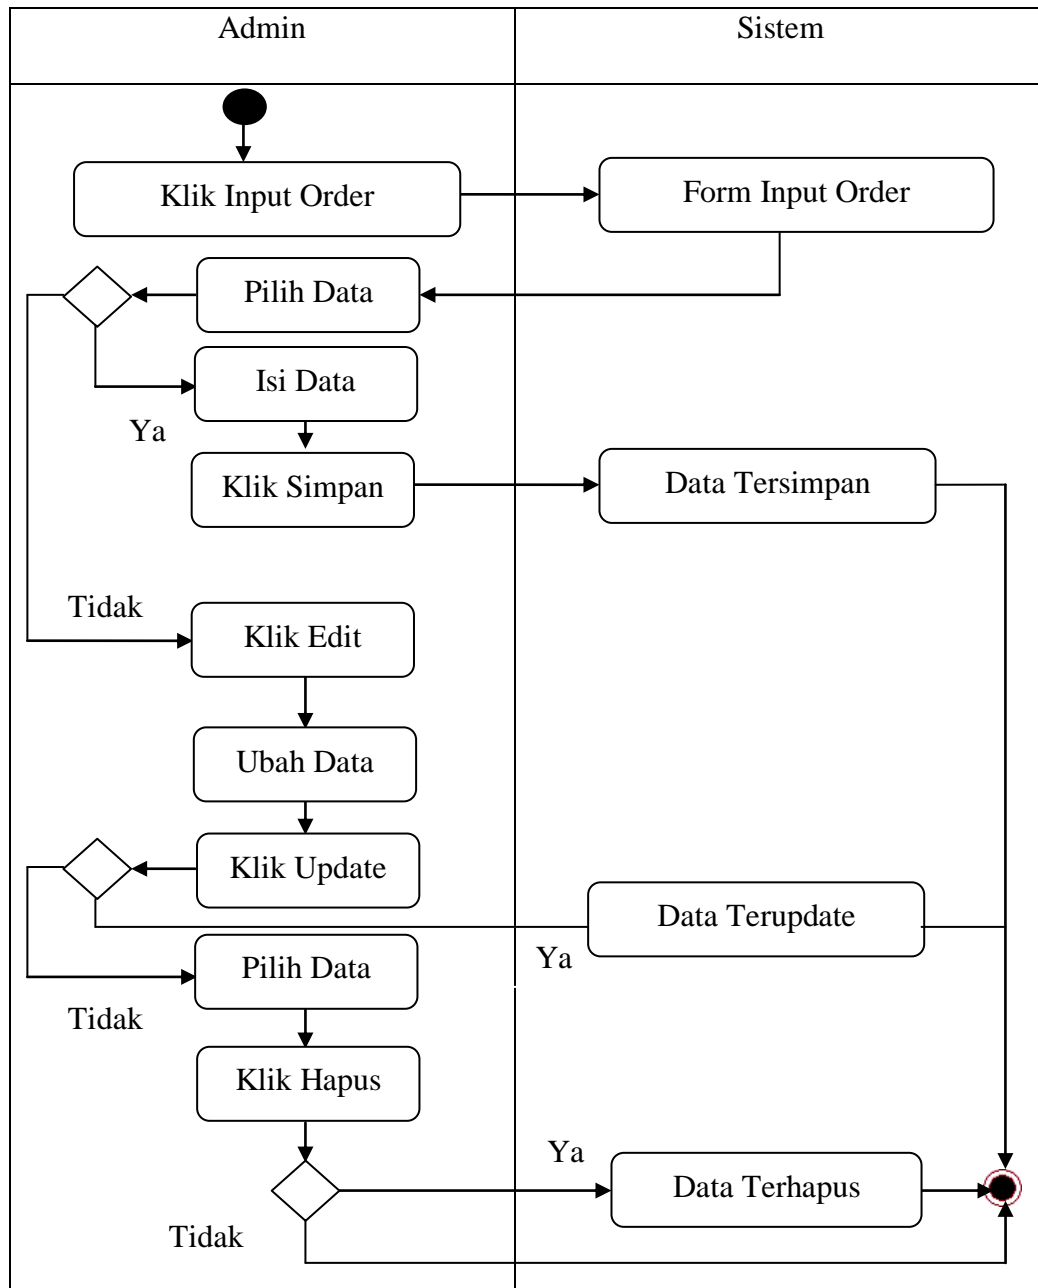 Admin
Sistem
Klik Input Order
Form Input Order
Pilih Data
Isi Data
Ya
Klik Simpan
Data Tersimpan
Tidak
Klik Edit
Ubah Data
Klik Update
Data Terupdate
Ya
Pilih Data
Tidak
Klik Hapus
Ya
Data Terhapus
Tidak